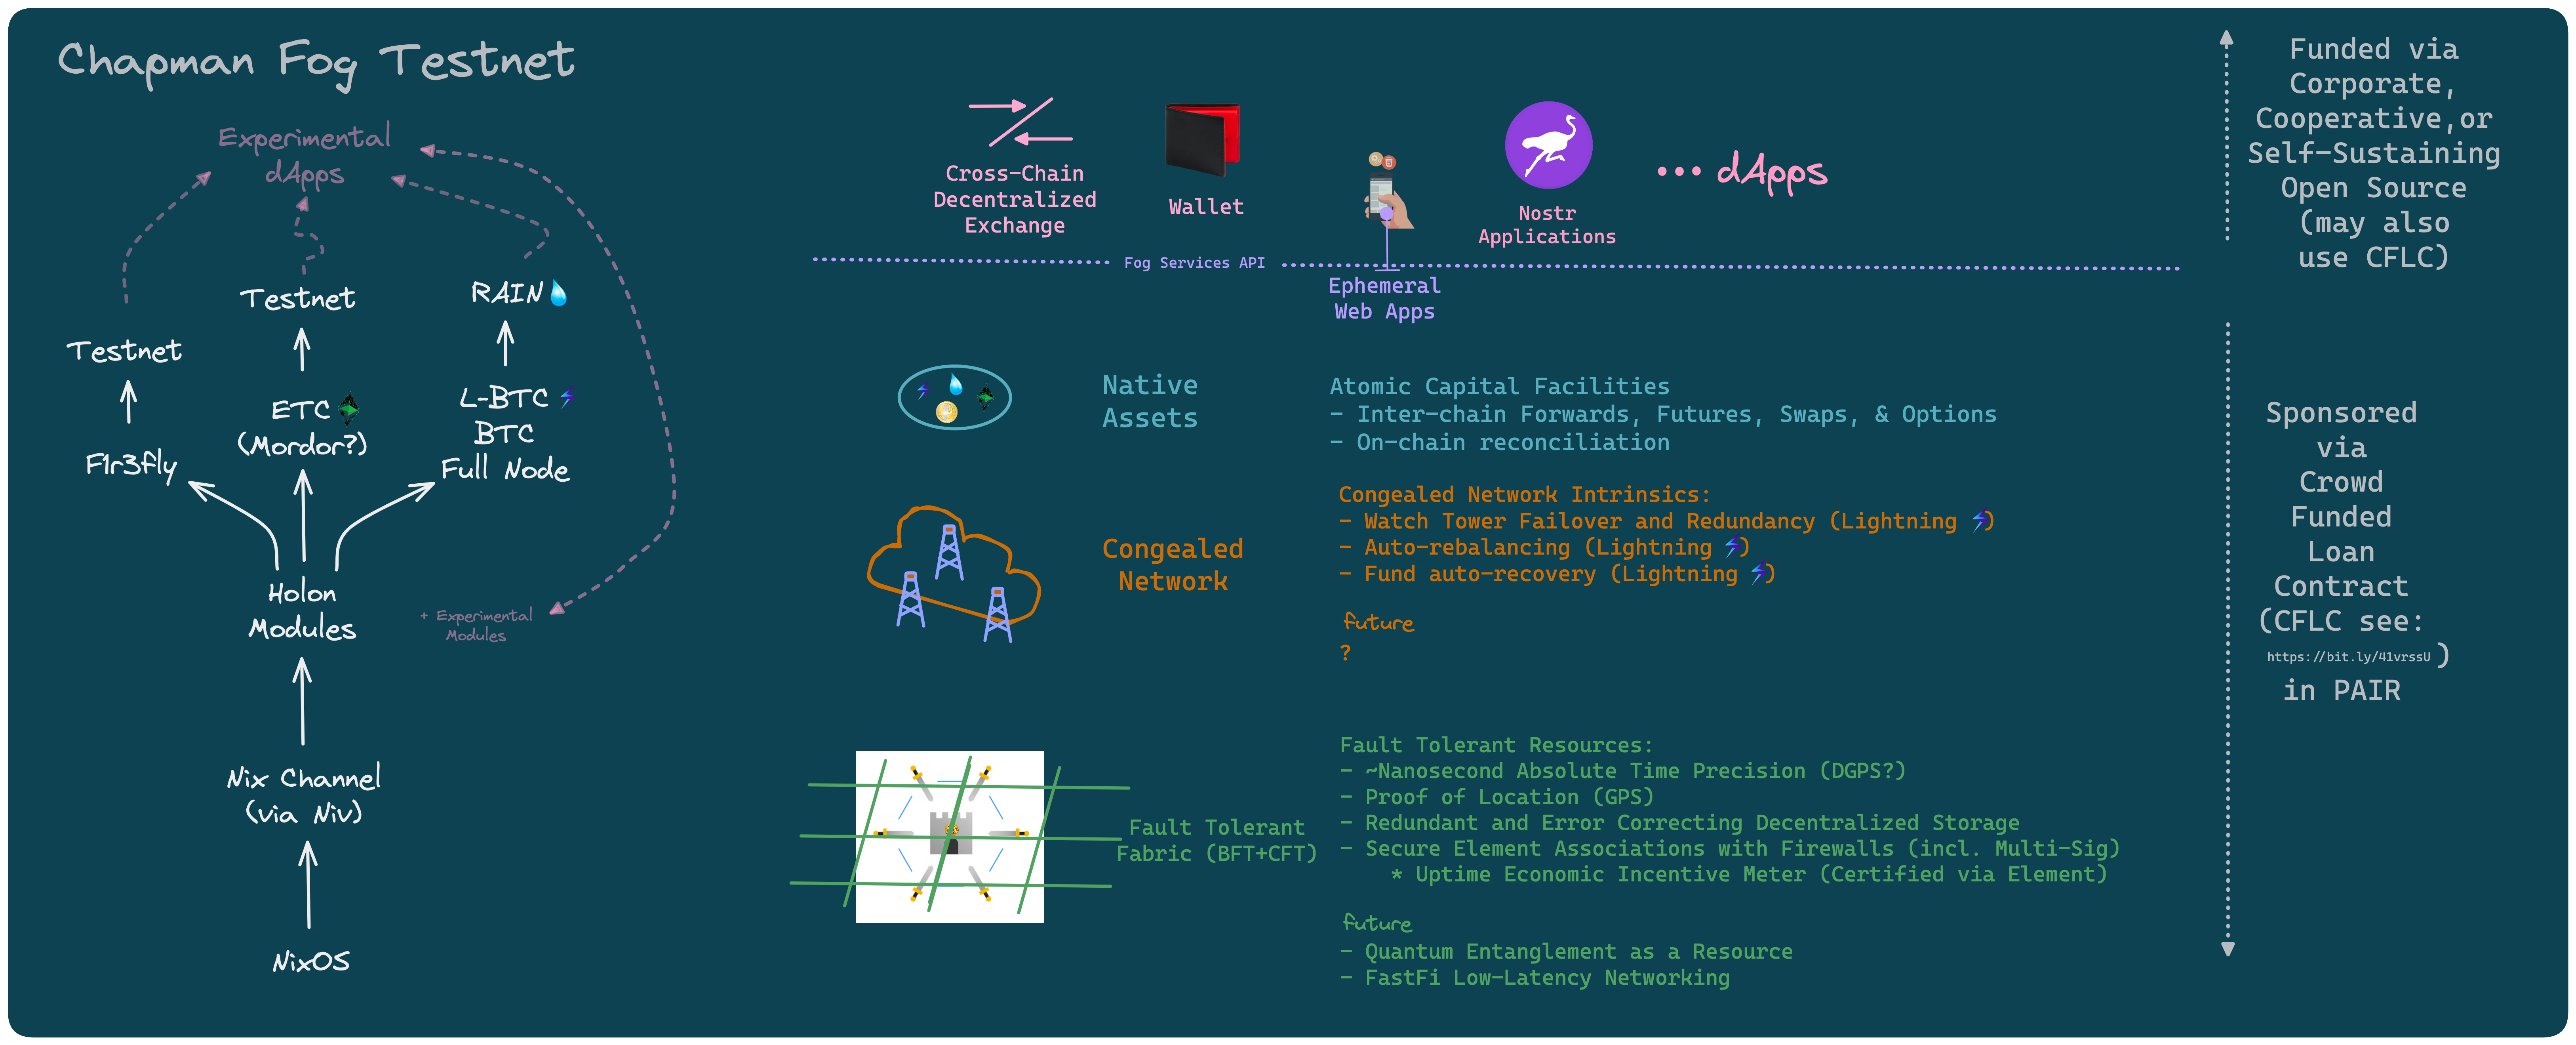 Chapman Fog Testnet
Experimental
dApps
Testnet
RAIN
Testnet
ETC
(Mordor?)
L-BTC
BTC
Full Node
F1r3fly
Holon
Modules
+ Experimental
Modules
Nix Channel
(via Niv)
NixOS
Cross-Chain
Decentralized
Exchange
Wallet
Nostr
Applications
... dApps
Fog Services API
Ephemeral
Web Apps
Native
Assets
Atomic Capital Facilities
- Inter-chain Forwards, Futures, Swaps, & Options
- On-chain reconciliation
Congealed
Network
Congealed Network Intrinsics:
- Watch Tower Failover and Redundancy (Lightning ⚡)
- Auto-rebalancing (Lightning ⚡)
- Fund auto-recovery (Lightning ⚡)
future
?
Fault Tolerant
Fabric (BFT+CFT)
Fault Tolerant Resources:
- ~Nanosecond Absolute Time Precision (DGPS?)
- Proof of Location (GPS)
- Redundant and Error Correcting Decentralized Storage
- Secure Element Associations with Firewalls (incl. Multi-Sig)
* Uptime Economic Incentive Meter (Certified via Element)
future
- Quantum Entanglement as a Resource
- FastFi Low-Latency Networking
Funded via
Corporate,
Cooperative,or
Self-Sustaining
Open Source
(may also
use CFLC)
Sponsored
via
Crowd
Funded
Loan
Contract
(CFLC see:
https://bit.ly/41vrssU )
in PAIR